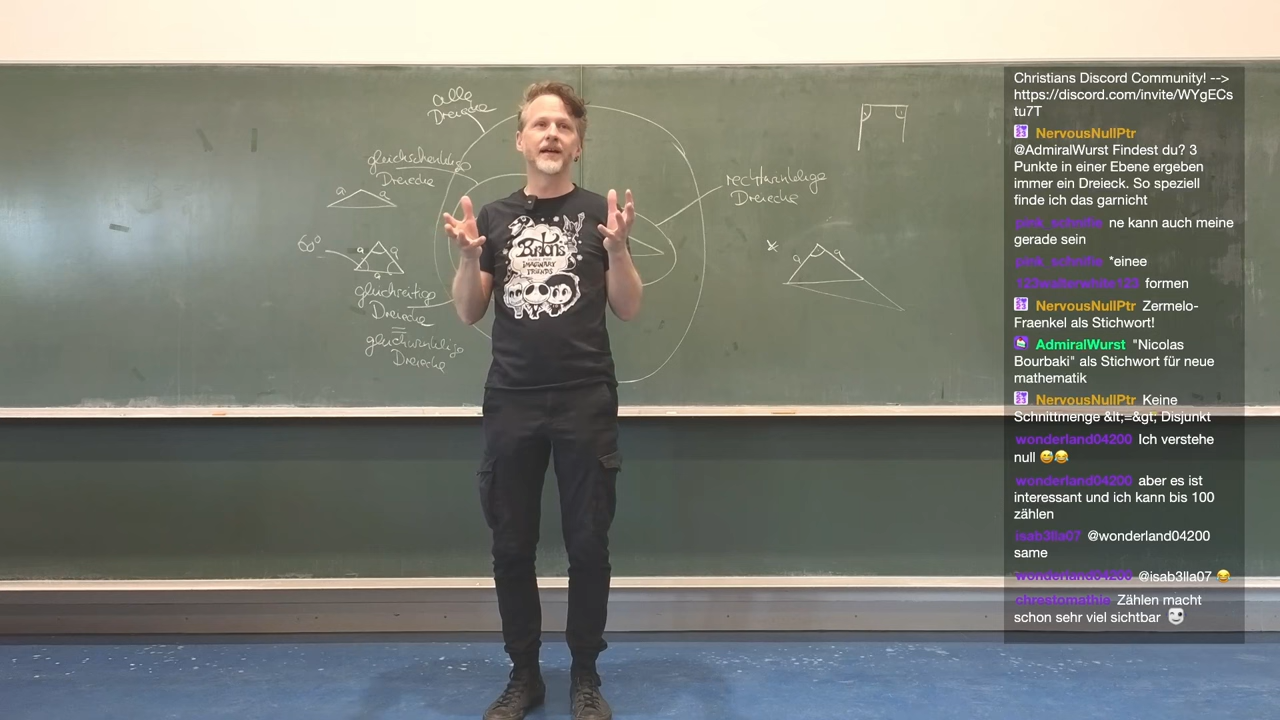 alle
Dreiecke
gleichschenklige
Dreiecke
a a
rechtwinklige
Dreiecke
60°
a a
a
gleichseitige
Dreiecke
=
gleichwinklige
Dreiecke
a a
IMAGINARY
FRIENDS
Christians Discord Community! -->
https://discord.com/invite/WYgECs
tu7T
NervousNullPtr
@AdmiralWurst Findest du? 3
Punkte in einer Ebene ergeben
immer ein Dreieck. So speziell
finde ich das garnicht
ne kann auch meine
gerade sein
*einee
123walterwhite123 formen
NervousNullPtr Zermelo-
Fraenkel als Stichwort!
AdmiralWurst "Nicolas
Bourbaki" als Stichwort für neue
mathematik
NervousNullPtr Keine
Schnittmenge &lt;=&gt; Disjunkt
wonderland04200 Ich verstehe
null 😅😂
wonderland04200 aber es ist
interessant und ich kann bis 100
zählen
isab3lla07 @wonderland04200
same
wonderland04200 @isab3lla07 😂
chrestomathie Zählen macht
schon sehr viel sichtbar